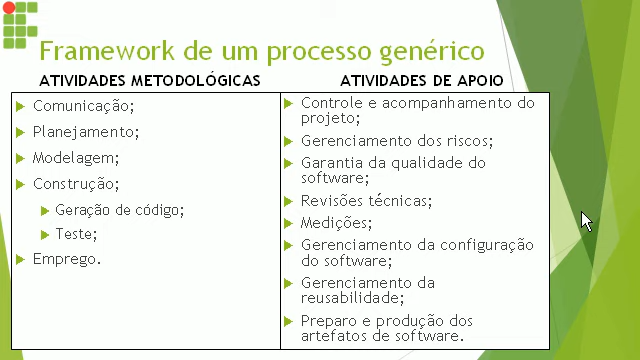 Framework de um processo genérico
ATIVIDADES METODOLÓGICAS
Comunicação;
Planejamento;
Modelagem;
Construção;
Geração de código;
Teste;
Emprego.
ATIVIDADES DE APOIO
Controle e acompanhamento do
projeto;
Gerenciamento dos riscos;
Garantia da qualidade do
software;
Revisões técnicas;
Medições;
Gerenciamento da configuração
do software;
Gerenciamento da
reusabilidade;
Preparo e produção dos
artefatos de software.